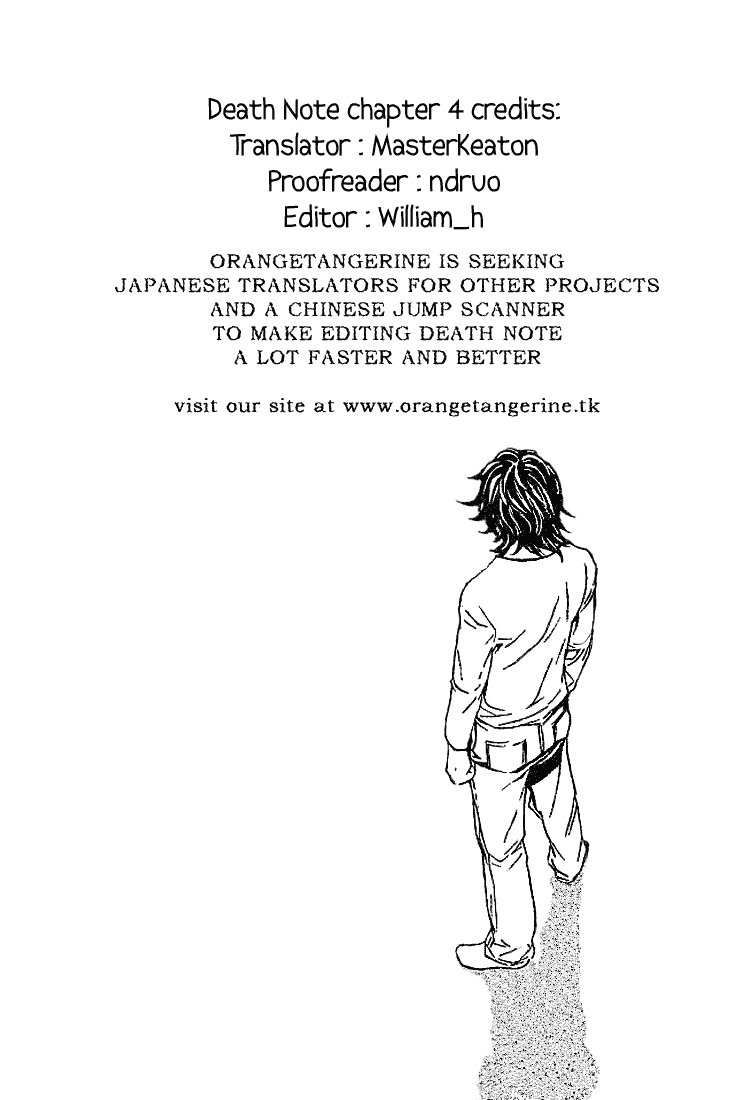 Death Note chapter 4 credits:
Translator : MasterKeaton
Proofreader : ndruo
Editor : William_h
ORANGETANGERINE IS SEEKING
JAPANESE TRANSLATORS FOR OTHER PROJECTS
AND A CHINESE JUMP SCANNER
TO MAKE EDITING DEATH NOTE
A LOT FASTER AND BETTER
visit our site at www.orangetangerine.tk